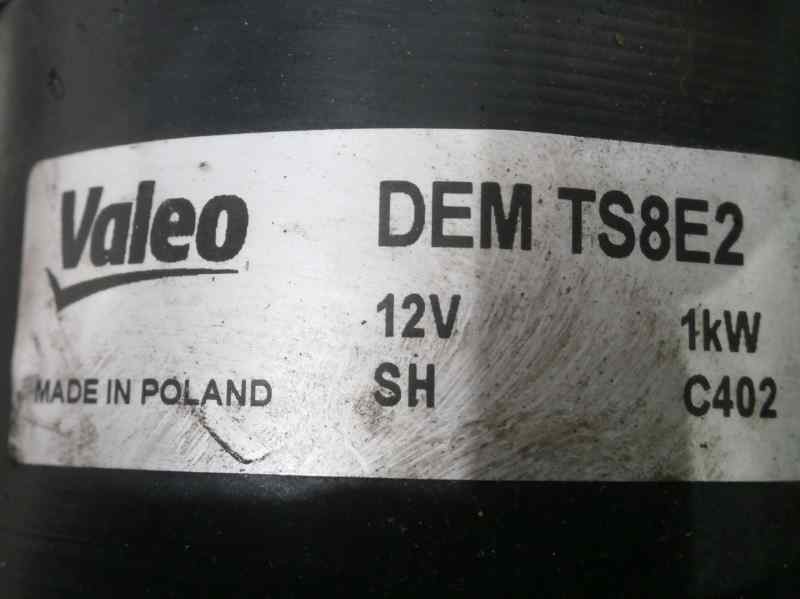 Valeo DEM TS8E2
12V 1kW
MADE IN POLAND SH C402